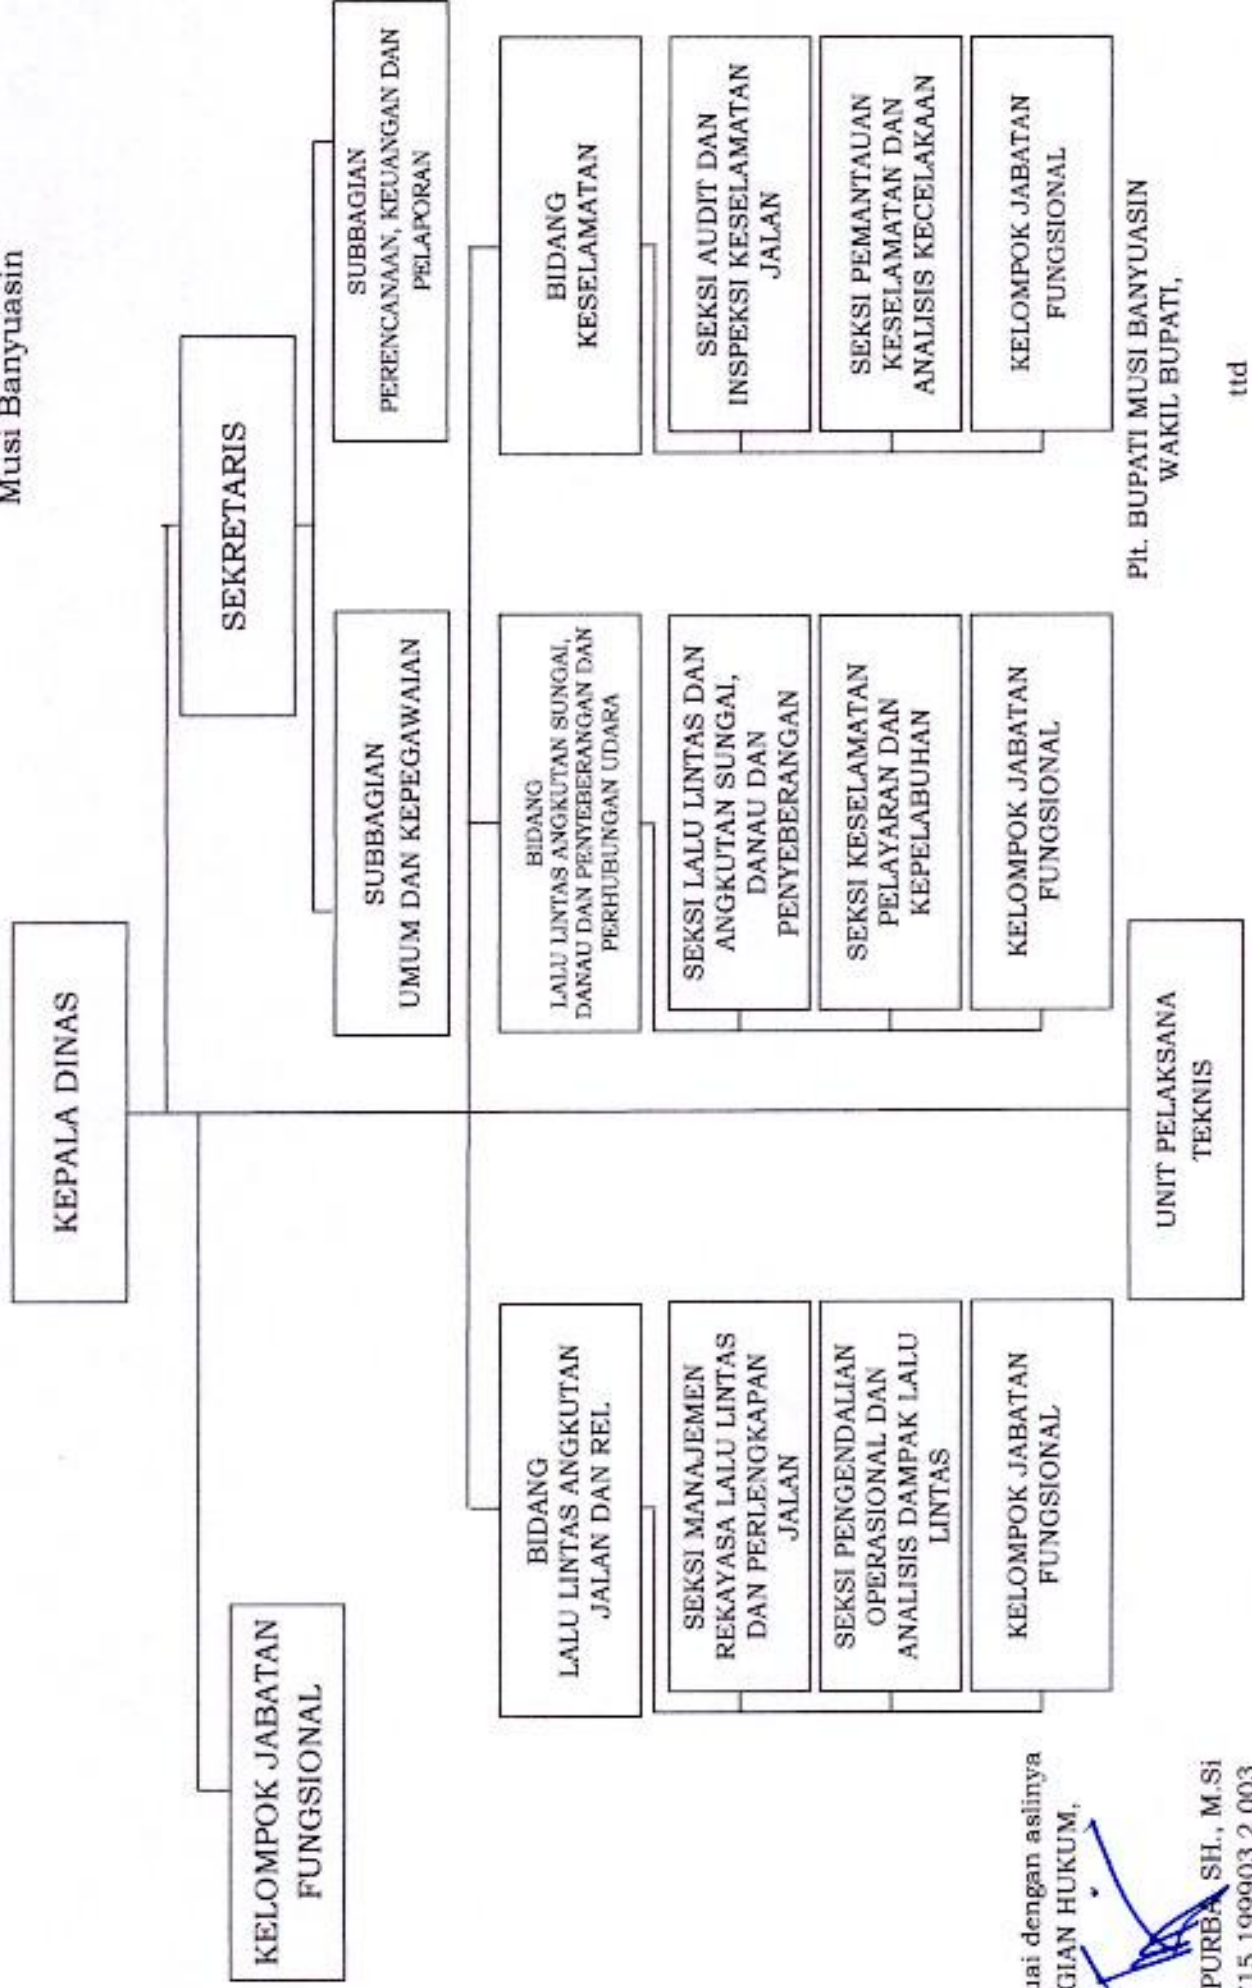 Musi Banyuasin
KEPALA DINAS
SEKRETARIS
KELOMPOK JABATAN
FUNGSIONAL
SUBBAGIAN
UMUM DAN KEPEGAWAIAN
SUBBAGIAN
PERENCANAAN, KEUANGAN DAN
PELAPORAN
BIDANG
LALU LINTAS ANGKUTAN
JALAN DAN REL
SEKSI MANAJEMEN
REKAYASA LALU LINTAS
DAN PERLENGKAPAN
JALAN
SEKSI PENGENDALIAN
OPERASIONAL DAN
ANALISIS DAMPAK LALU
LINTAS
KELOMPOK JABATAN
FUNGSIONAL
BIDANG
LALU LINTAS ANGKUTAN SUNGAI,
DANAU DAN PENYEBERANGAN DAN
PERHUBUNGAN UDARA
SEKSI LALU LINTAS DAN
ANGKUTAN SUNGAI,
DANAU DAN
PENYEBERANGAN
SEKSI KESELAMATAN
PELAYARAN DAN
KEPELABUHAN
KELOMPOK JABATAN
FUNGSIONAL
BIDANG
KESELAMATAN
SEKSI AUDIT DAN
INSPEKSI KESELAMATAN
JALAN
SEKSI PEMANTAUAN
KESELAMATAN DAN
ANALISIS KECELAKAAN
KELOMPOK JABATAN
FUNGSIONAL
UNIT PELAKSANA
TEKNIS
Plt. BUPATI MUSI BANYUASIN
WAKIL BUPATI,
ttd
dengan aslinya
HUKUM,
PURBA SH., M.Si
199903 2 003